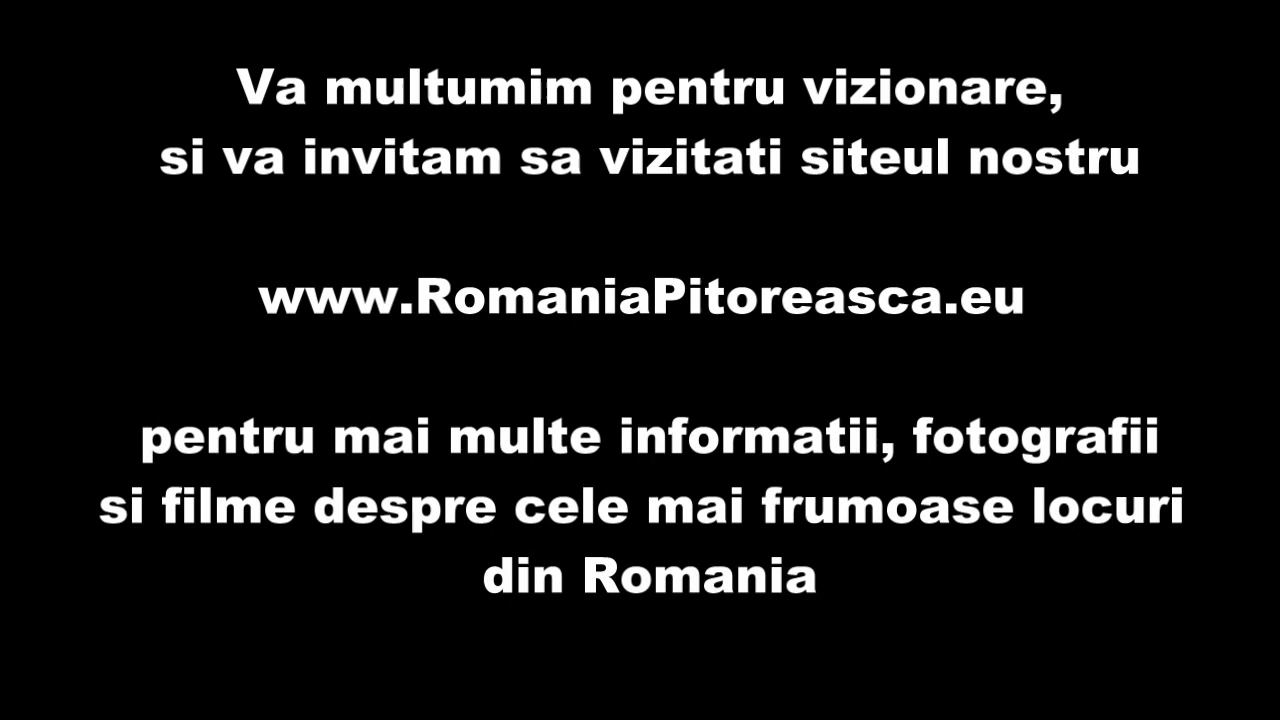 Va multumim pentru vizionare,
si va invitam sa vizitati siteul nostru
www.RomaniaPitoreasca.eu
pentru mai multe informatii, fotografii
si filme despre cele mai frumoase locuri
din Romania